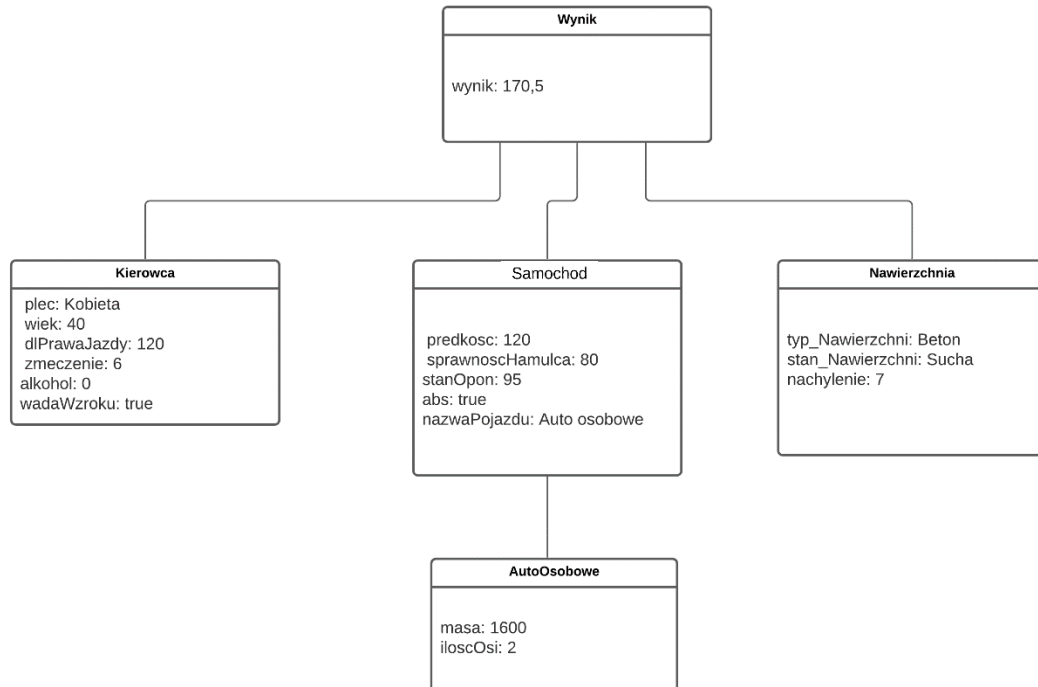 Wynik
wynik: 170,5
Kierowca
plec: Kobieta
wiek: 40
dlPrawaJazdy: 120
zmeczenie: 6
alkohol: 0
wadaWzroku: true
Samochod
predkosc: 120
sprawnoscHamulca: 80
stanOpon: 95
abs: true
nazwaPojazdu: Auto osobowe
Nawierzchnia
typ_Nawierzchni: Beton
stan_Nawierzchni: Sucha
nachylenie: 7
AutoOsobowe
masa: 1600
iloscOsi: 2